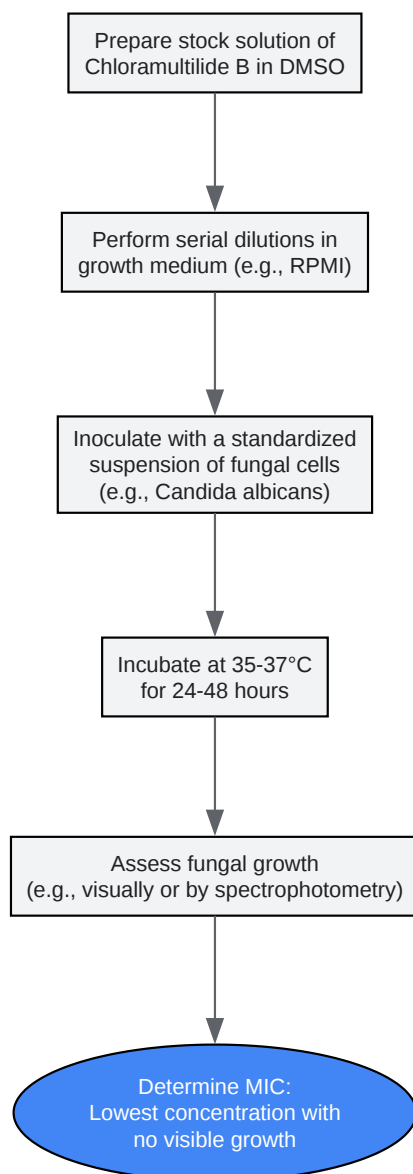 Prepare stock solution of
Chloramultilide B in DMSO
Perform serial dilutions in
growth medium (e.g., RPMI)
Inoculate with a standardized
suspension of fungal cells
(e.g., Candida albicans)
Incubate at 35-37°C
for 24-48 hours
Assess fungal growth
(e.g., visually or by spectrophotometry)
Determine MIC:
Lowest concentration with
no visible growth